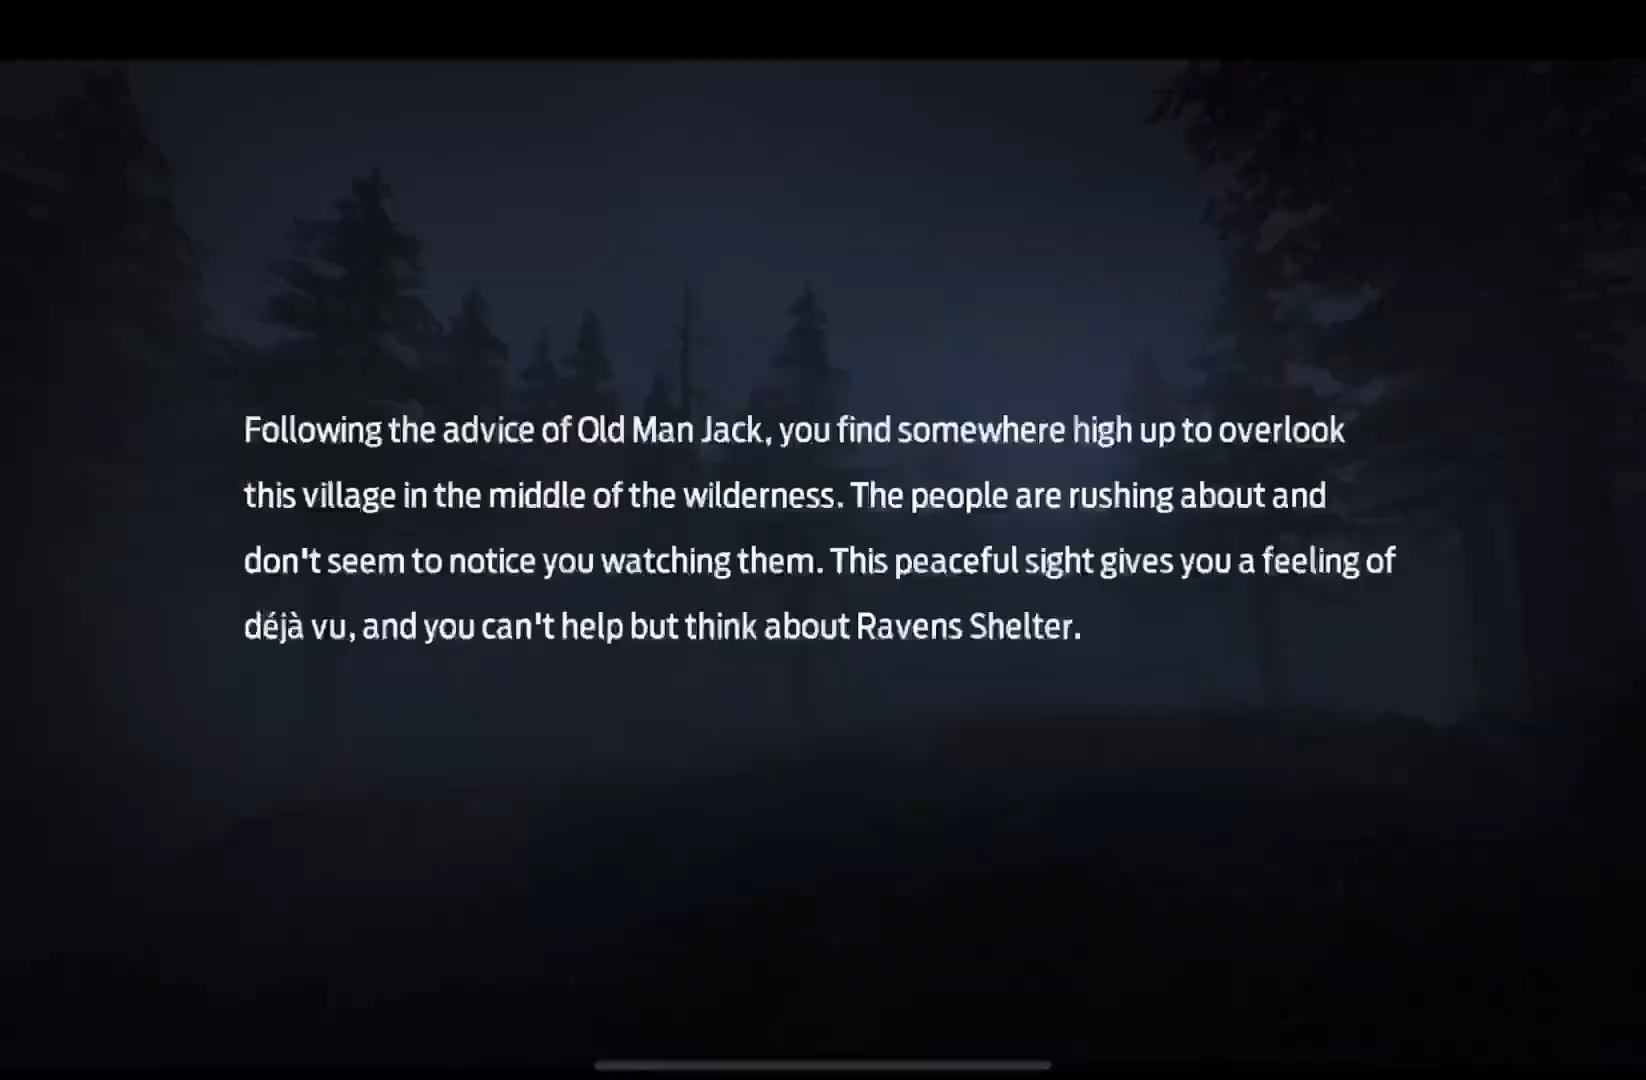 Following the advice of Old Man Jack, you find somewhere high up to overlook
this village in the middle of the wilderness. The people are rushing about and
don't seem to notice you watching them. This peaceful sight gives you a feeling of
déjà vu, and you can't help but think about Ravens Shelter.